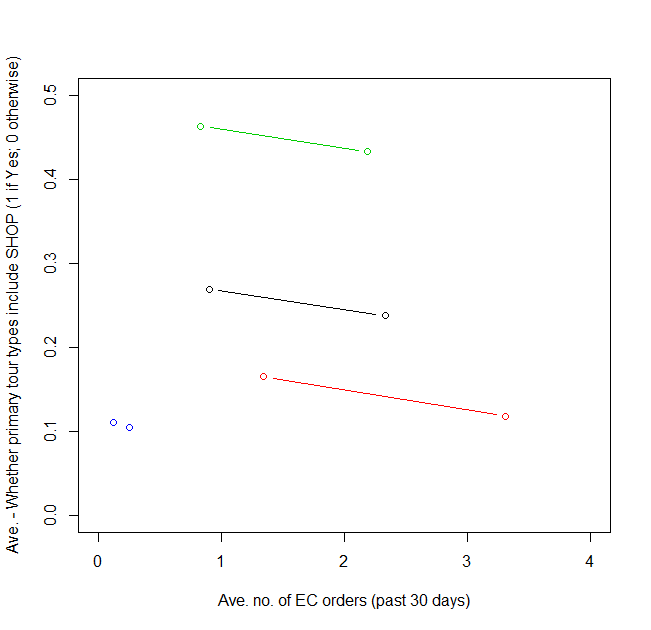 Ave. - Whether primary tour types include SHOP (1 if Yes; 0 otherwise)
0.5
0.4
0.3
0.2
0.1
0.0
0 1 2 3 4
Ave. no. of EC orders (past 30 days)